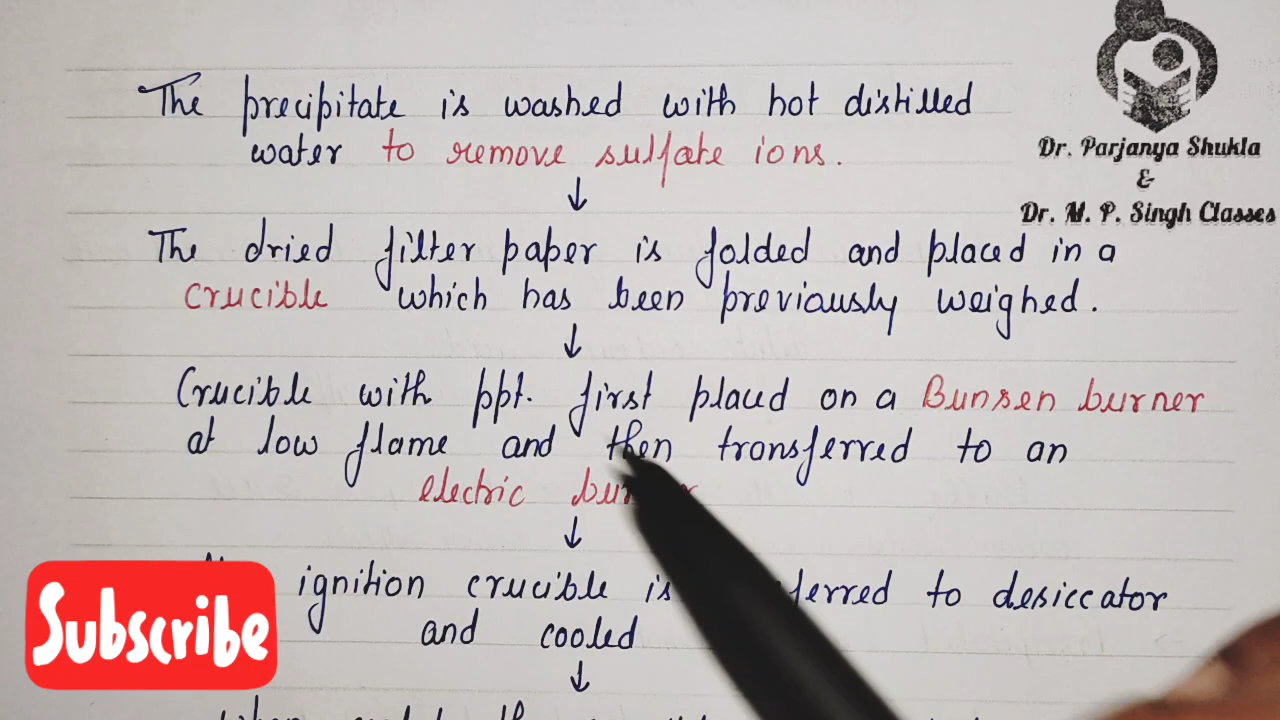 The precipitate is washed with hot distilled
water to remove sulfate ions.
↓
The dried filter paper is folded and placed in a
crucible which has been previously weighed.
↓
Crucible with ppt. first placed on a Bunsen burner
at low flame and then transferred to an
electric
↓
ignition crucible is to desiccator
and cooled
↓
Dr. Parjanya Shukla
&
Dr. M. P. Singh Classes
Subscribe